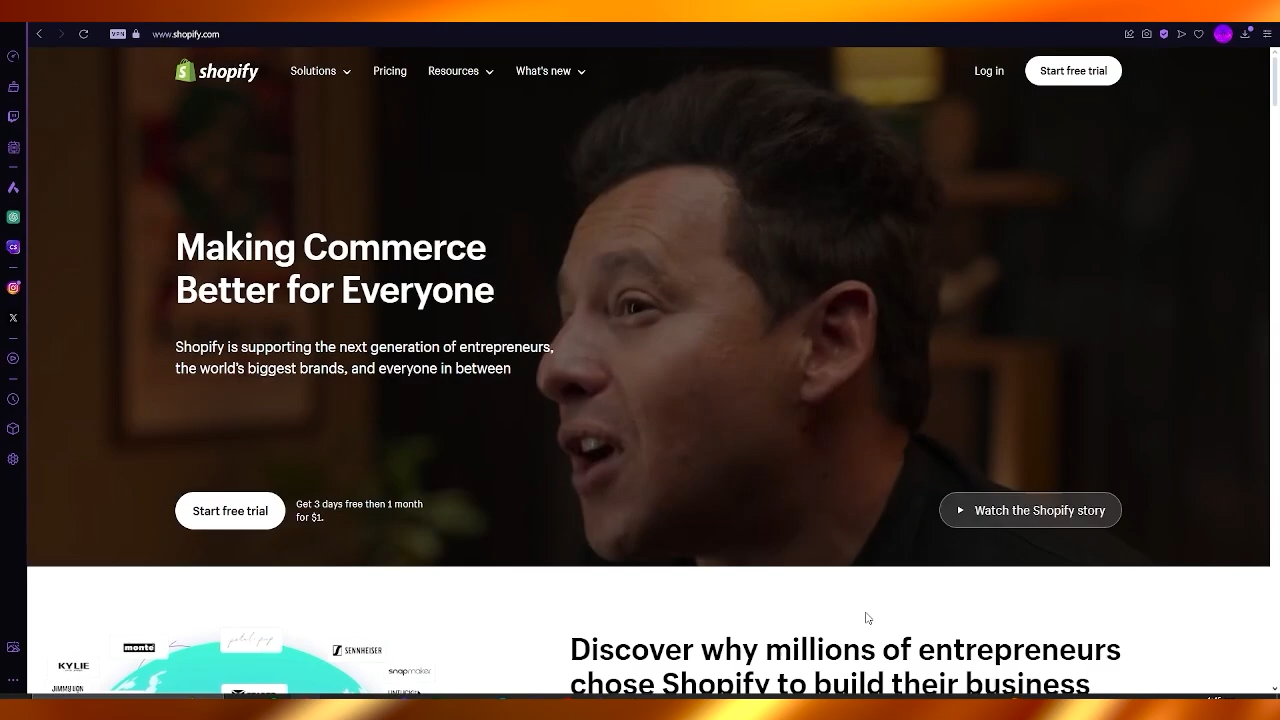 VPN
www.shopify.com
shopify
Solutions
Pricing
Resources
What's new
Log in
Start free trial
Making Commerce
Better for Everyone
Shopify is supporting the next generation of entrepreneurs,
the world's biggest brands, and everyone in between
Start free trial
Get 3 days free then 1 month
for $1.
Watch the Shopify story
monte
SENNHEISER
KYLIE
snapmaker
Discover why millions of entrepreneurs
chose Shopify to build their business